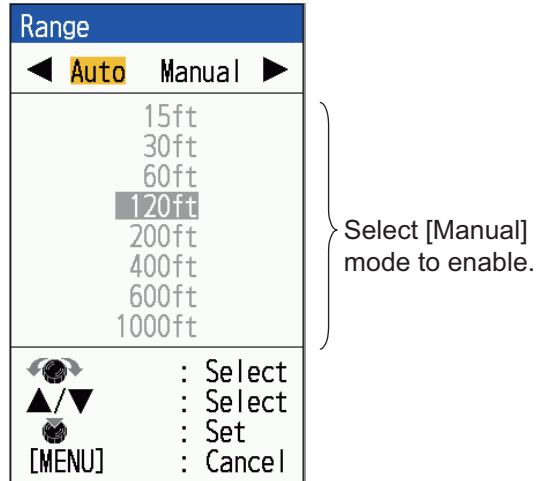 Range
◀ Auto Manual ▶
15ft
30ft
60ft
120ft
200ft
400ft
600ft
1000ft
Select [Manual]
mode to enable.
: Select
▲/▼ : Select
: Set
[MENU] : Cancel